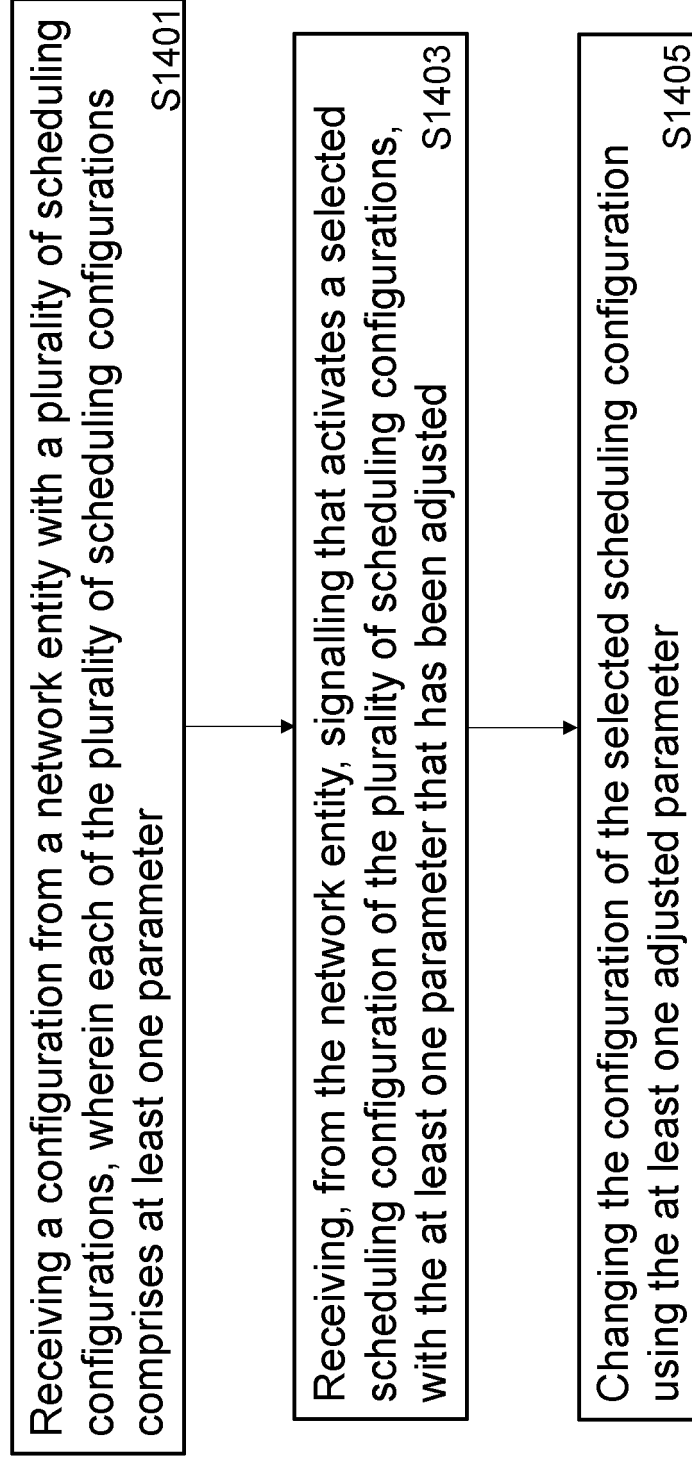 Receiving a configuration from a network entity with a plurality of scheduling
configurations, wherein each of the plurality of scheduling configurations
comprises at least one parameter
S1401
Receiving, from the network entity, signalling that activates a selected
scheduling configuration of the plurality of scheduling configurations,
with the at least one parameter that has been adjusted
S1403
Changing the configuration of the selected scheduling configuration
using the at least one adjusted parameter
S1405